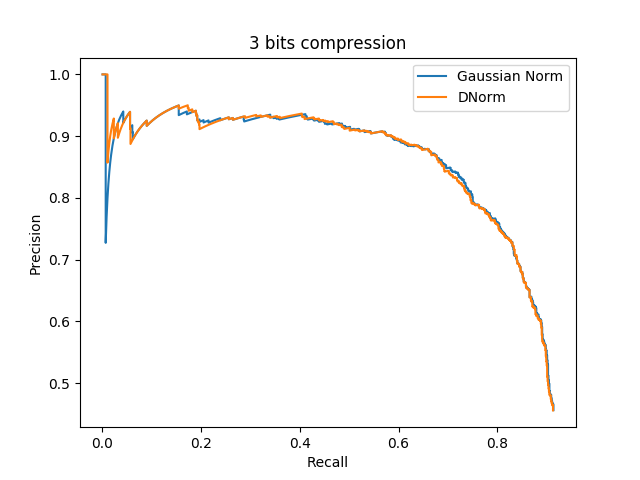 3 bits compression
Gaussian Norm
DNorm
1.0
0.9
0.8
0.7
0.6
0.5
Precision
0.0 0.2 0.4 0.6 0.8
Recall